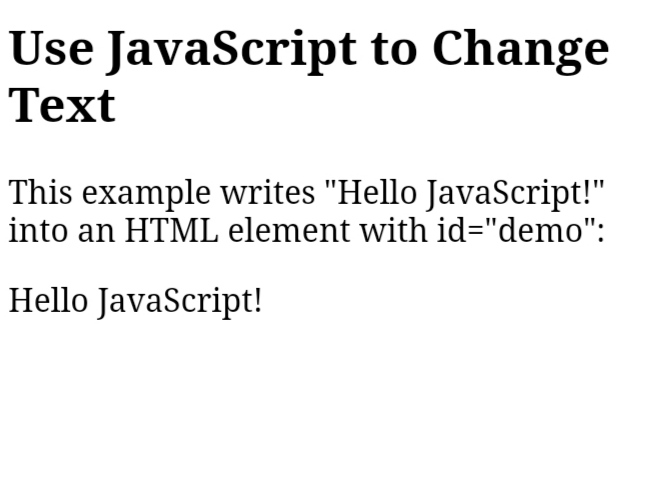 Use JavaScript to Change
Text
This example writes "Hello JavaScript!"
into an HTML element with id="demo":
Hello JavaScript!